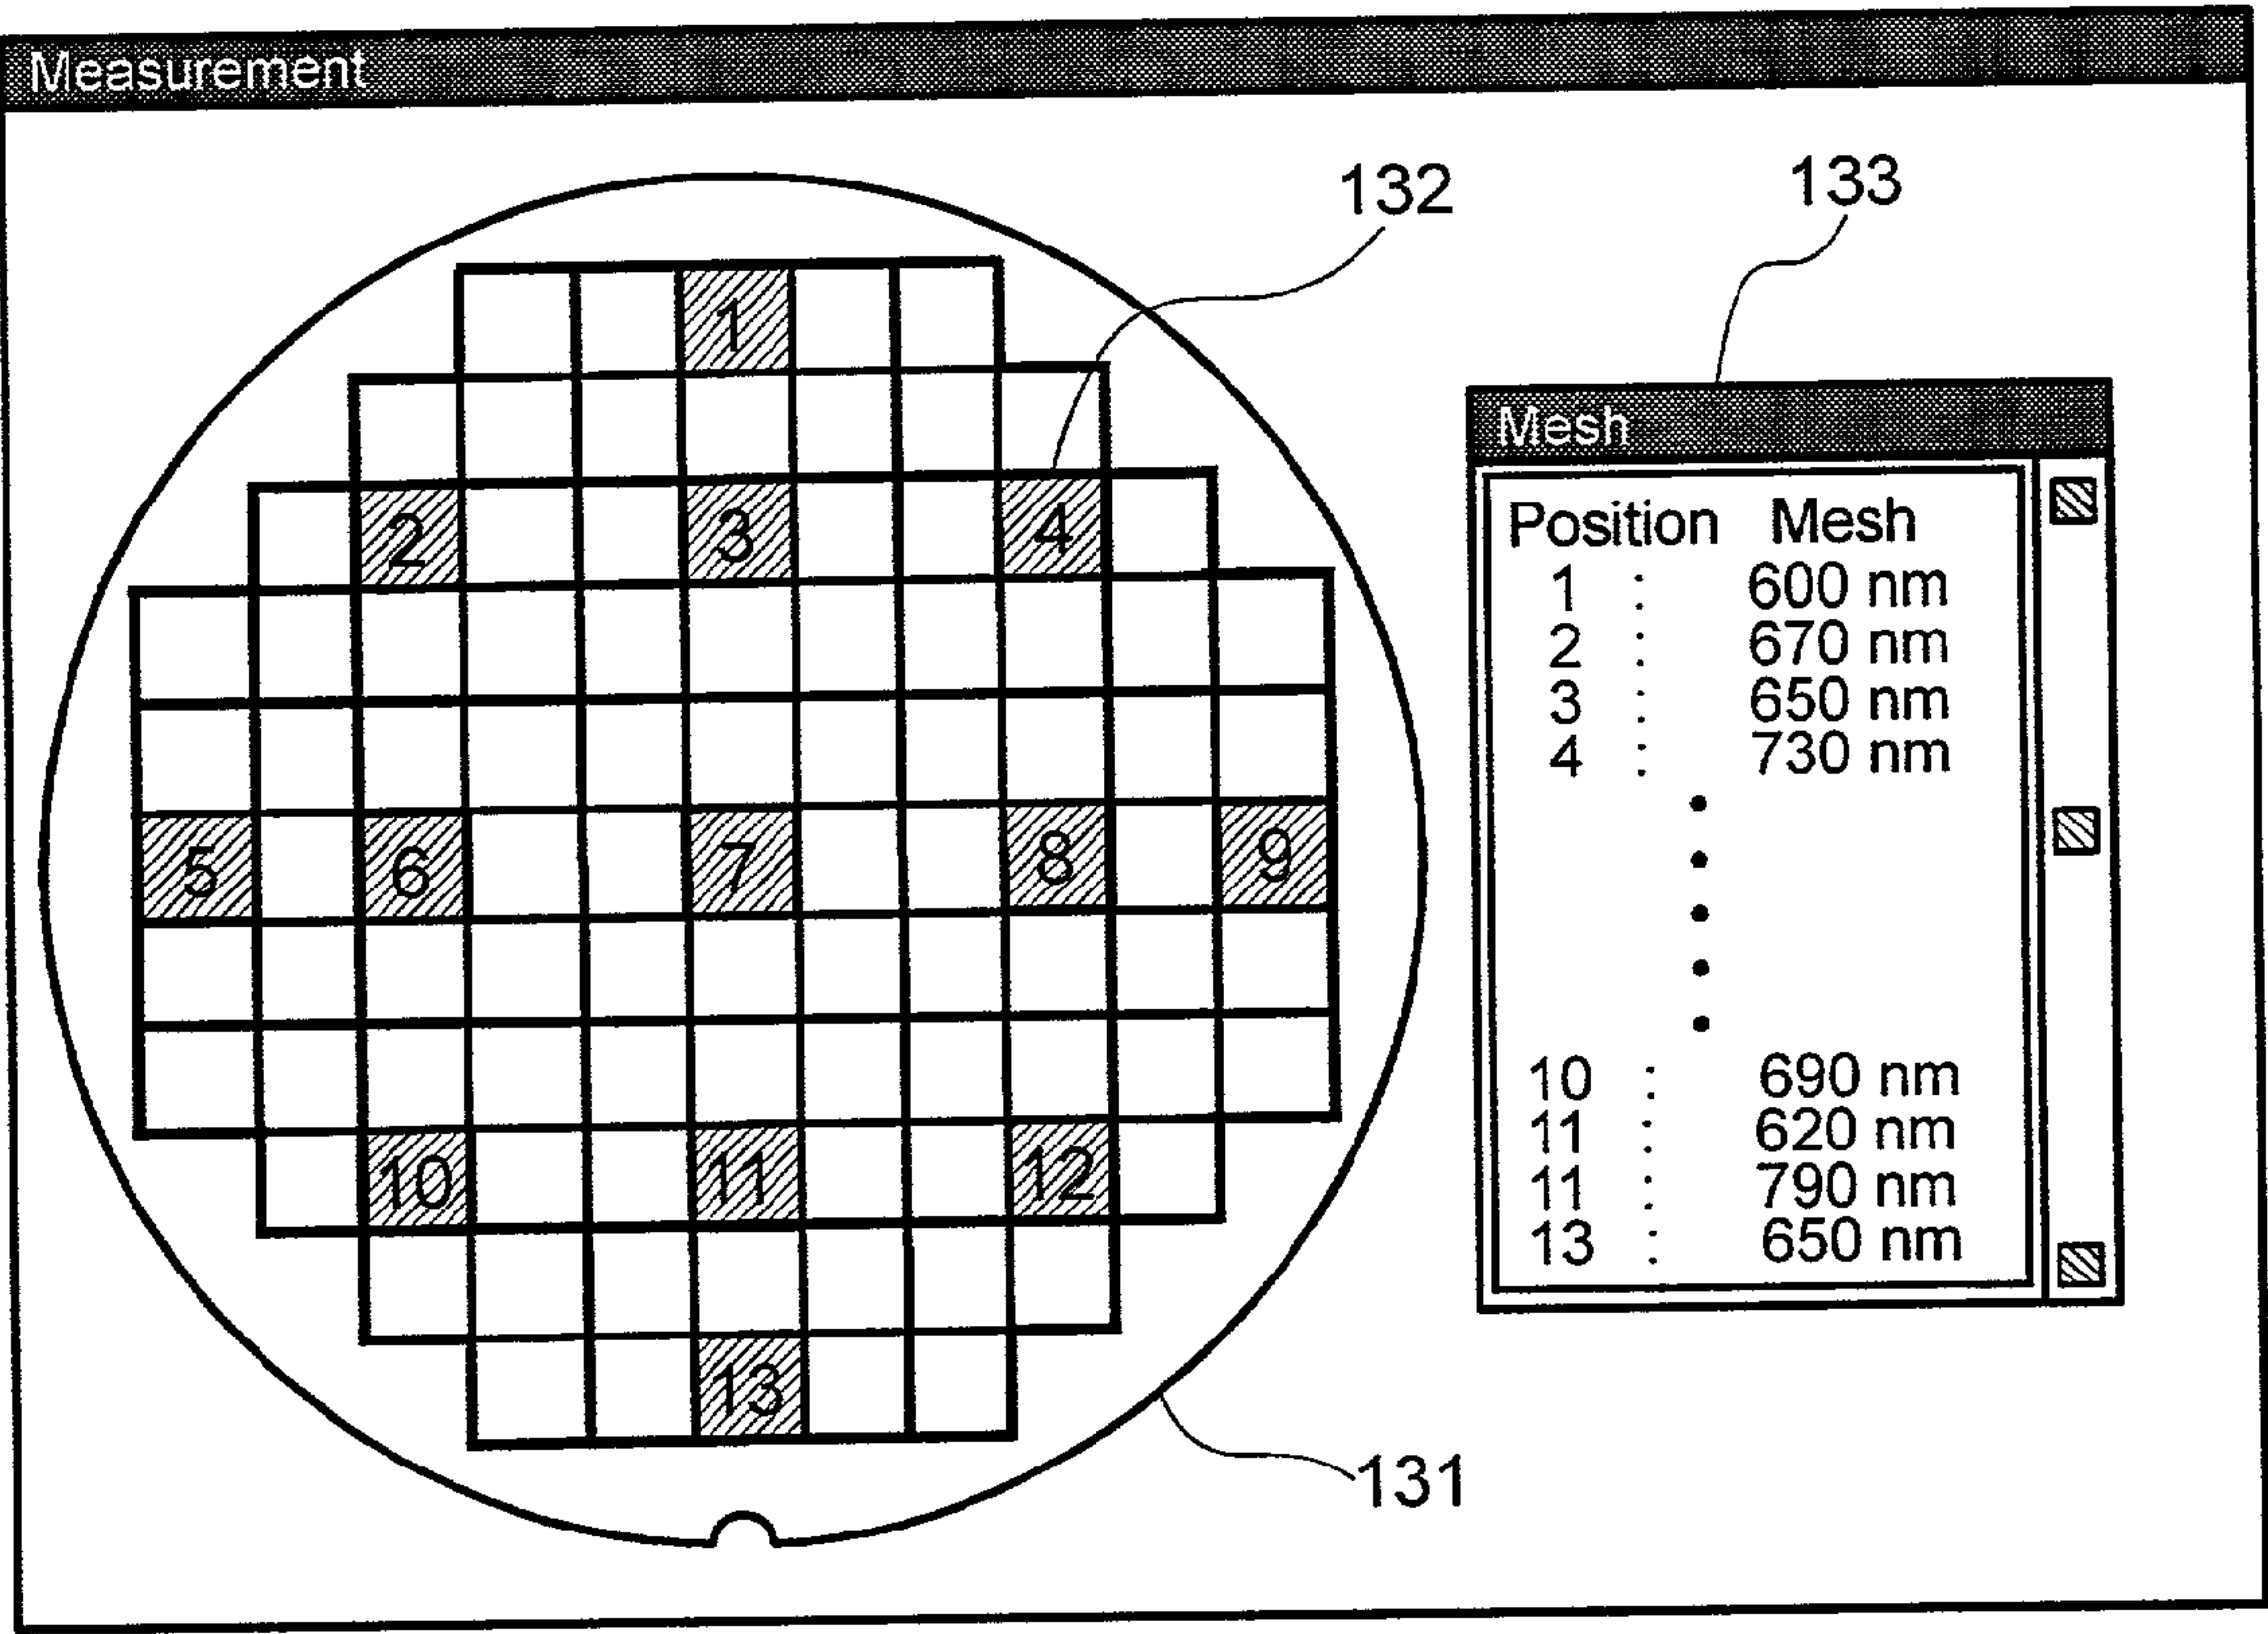 Measurement
132
133
1
2 3 4
5 6 7 8 9
10 11 12
13
131
Mesh
Position Mesh
1 : 600 nm
2 : 670 nm
3 : 650 nm
4 : 730 nm
10 : 690 nm
11 : 620 nm
11 : 790 nm
13 : 650 nm